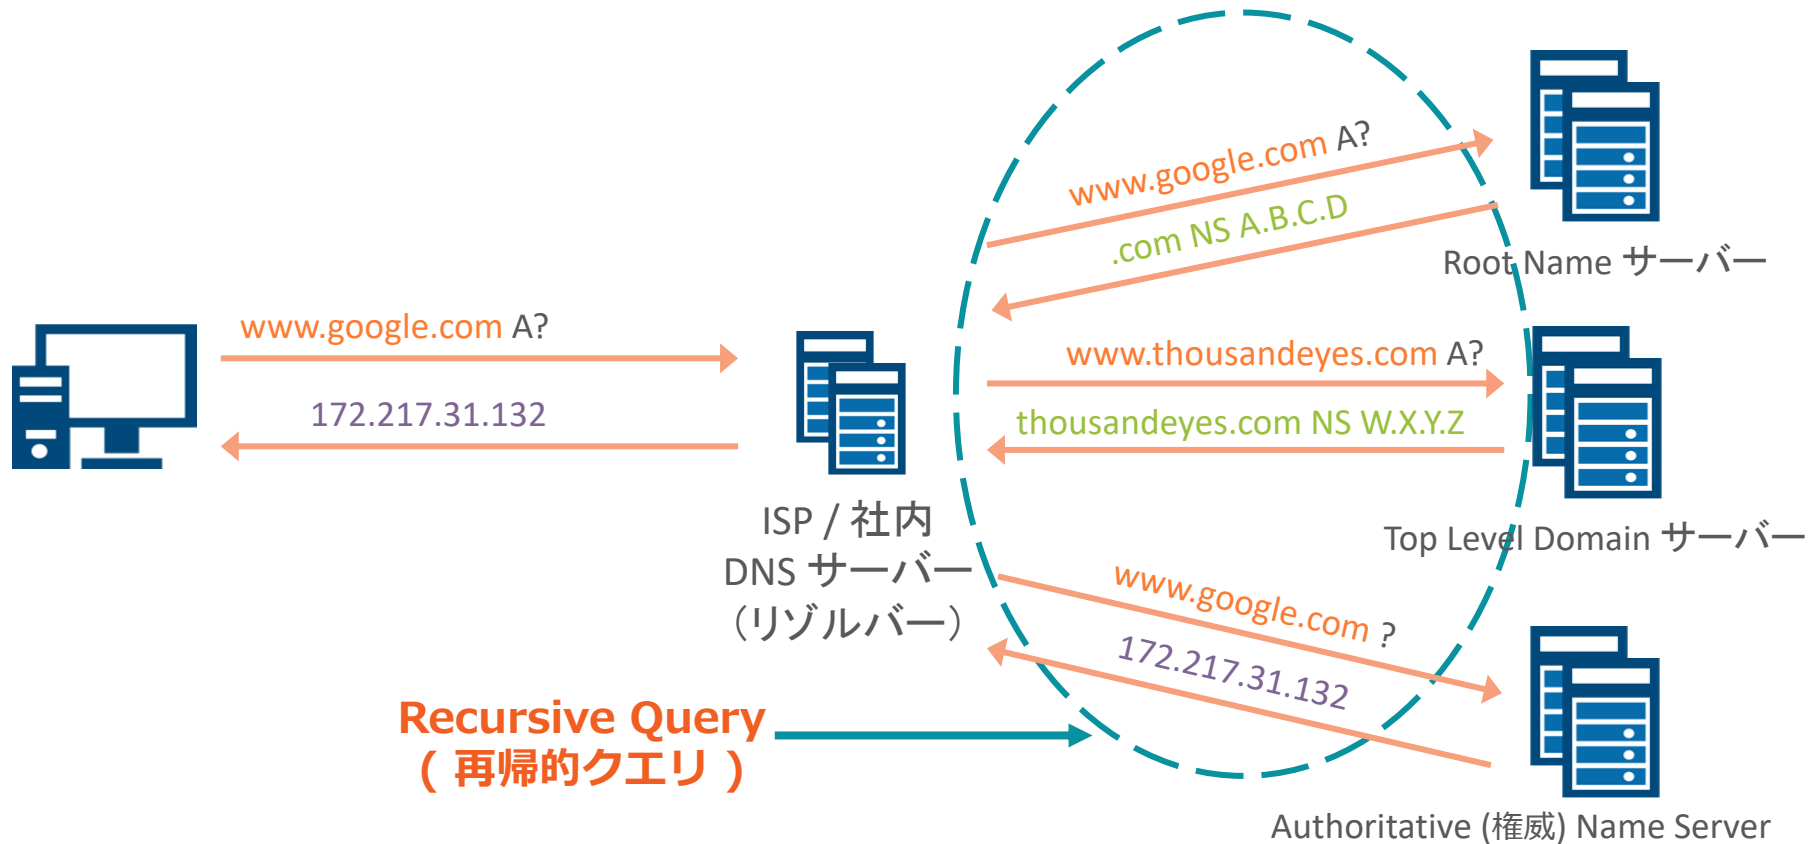 www.google.com A?
172.217.31.132
ISP / 社内
DNS サーバー
（リゾルバー）
www.google.com A?
.com NS A.B.C.D
Root Name サーバー
www.thousandeyes.com A?
thousandeyes.com NS W.X.Y.Z
Top Level Domain サーバー
www.google.com ?
172.217.31.132
Authoritative (権威) Name Server
Recursive Query
( 再帰的クエリ )